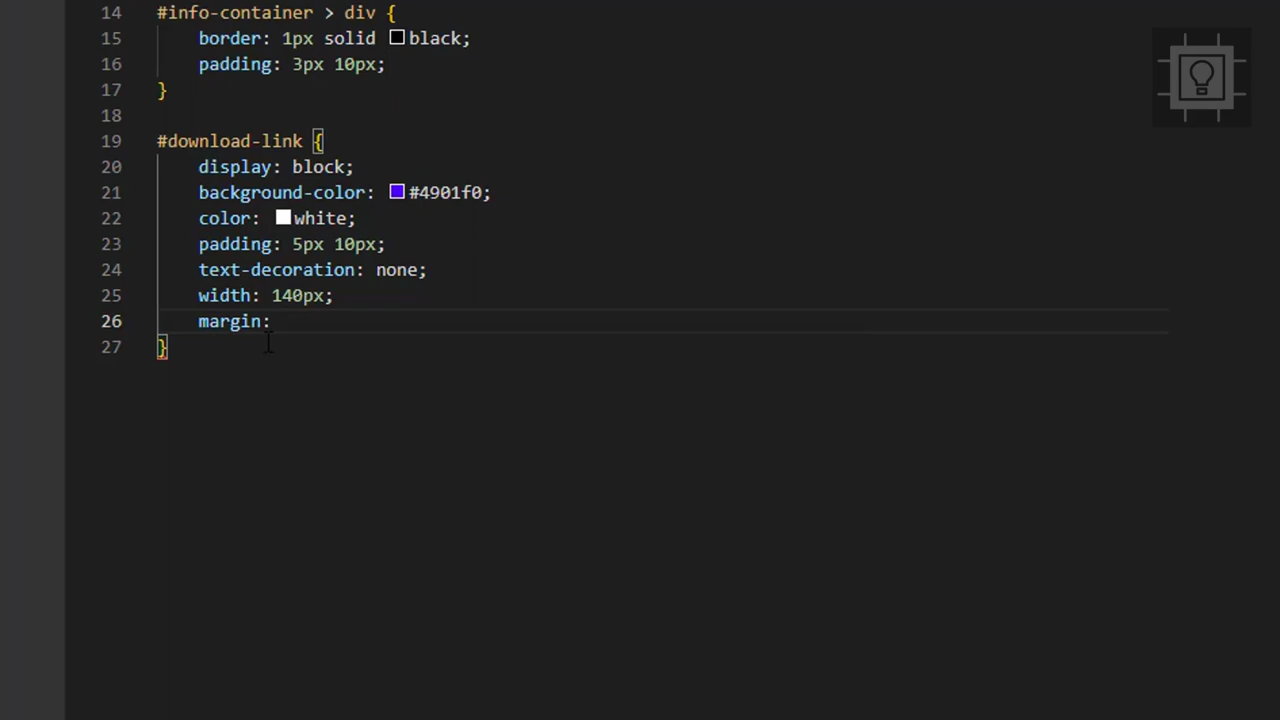 14 #info-container > div {
15 border: 1px solid black;
16 padding: 3px 10px;
17 }
18
19 #download-link {
20 display: block;
21 background-color: #4901f0;
22 color: white;
23 padding: 5px 10px;
24 text-decoration: none;
25 width: 140px;
26 margin:
27 }